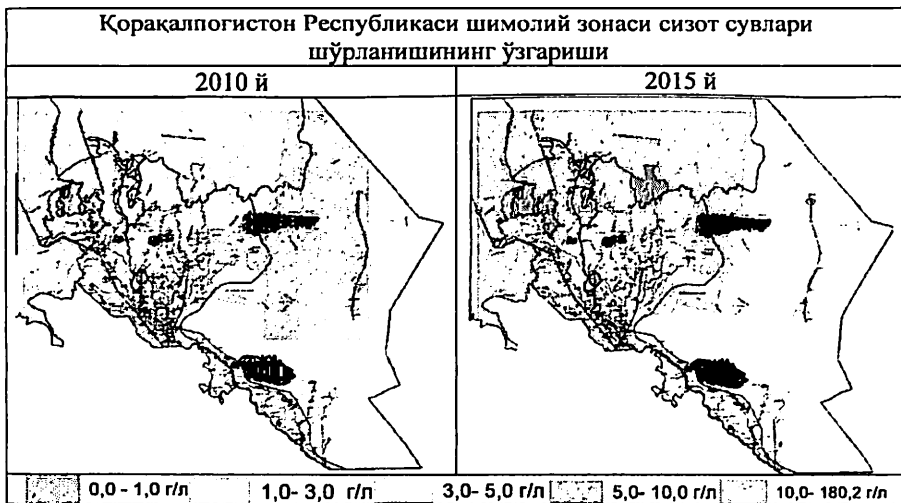 Қорақалпоғистон Республикаси шимолий зонаси сизот сувлари
шўрланишининг ўзгариши
2010 й
2015 й
0,0 - 1,0 г/л
1,0- 3,0 г/л
3,0- 5,0 г/л
5,0- 10,0 г/л
10,0- 180,2 г/л